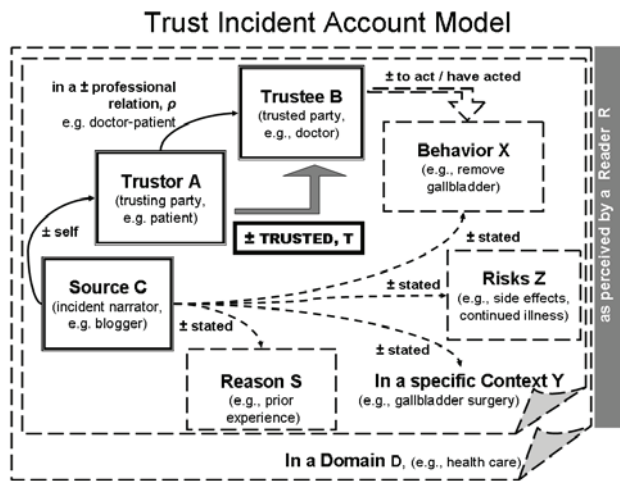 Trust Incident Account Model
in a ± professional
relation, ρ
e.g. doctor-patient
Trustee B
(trusted party,
e.g., doctor)
± to act / have acted
Behavior X
(e.g., remove
gallbladder)
Trustor A
(trusting party,
e.g. patient)
± TRUSTED, T
± self
Source C
(incident narrator,
e.g. blogger)
± stated
± stated
± stated
± stated
Risks Z
(e.g., side effects,
continued illness)
Reason S
(e.g., prior
experience)
In a specific Context Y
(e.g., gallbladder surgery)
In a Domain D, (e.g., health care)
as perceived by a Reader R